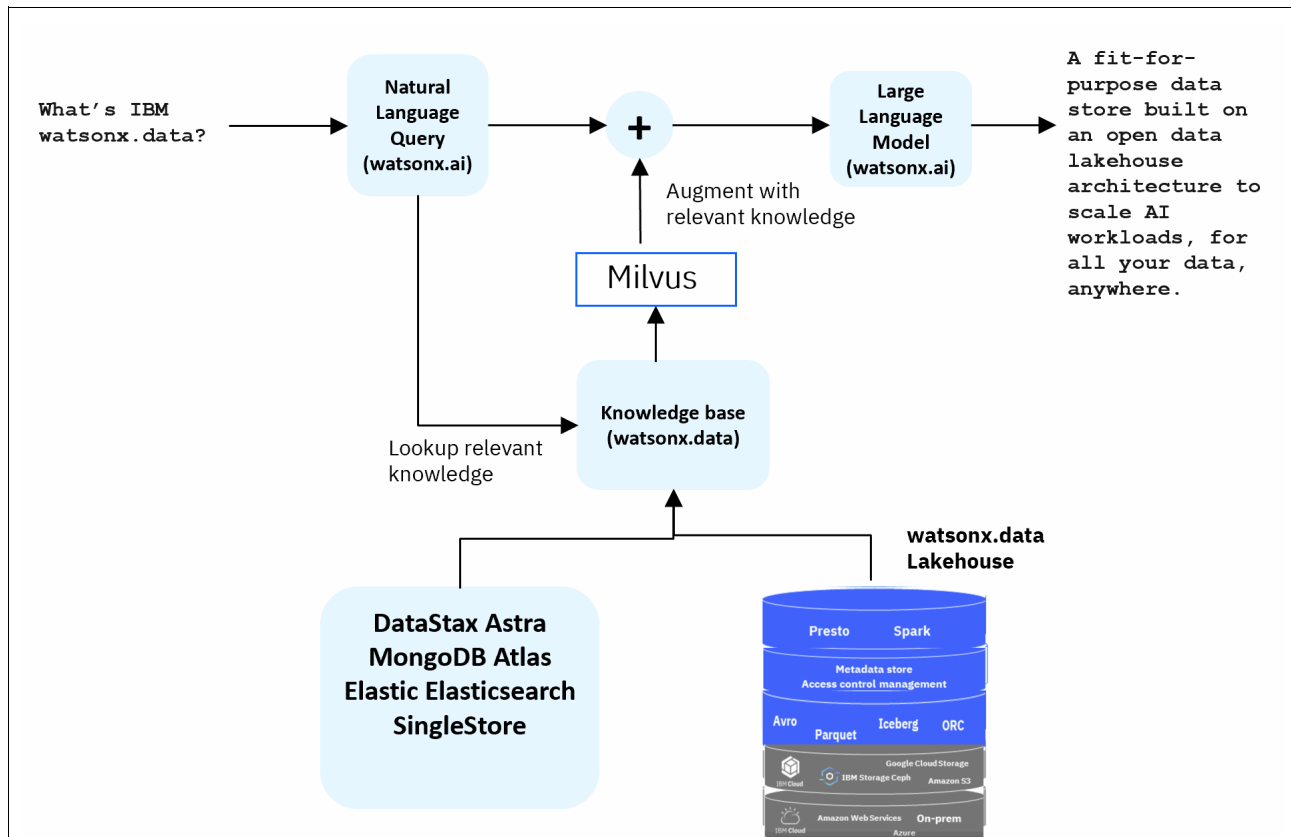 What's IBM
watsonx.data?
Natural
Language
Query
(watsonx.ai)
+
Large
Language
Model
(watsonx.ai)
A fit-for-
purpose data
store built on
an open data
lakehouse
architecture to
scale AI
workloads, for
all your data,
anywhere.
Augment with
relevant knowledge
Milvus
Knowledge base
(watsonx.data)
Lookup relevant
knowledge
watsonx.data
Lakehouse
DataStax Astra
MongoDB Atlas
Elastic Elasticsearch
SingleStore
Presto Spark
Metadata store
Access control management
Avro Parquet Iceberg ORC
Google Cloud Storage
IBM Cloud IBM Storage Ceph Amazon S3
Amazon Web Services On-prem
IBM Cloud Azure